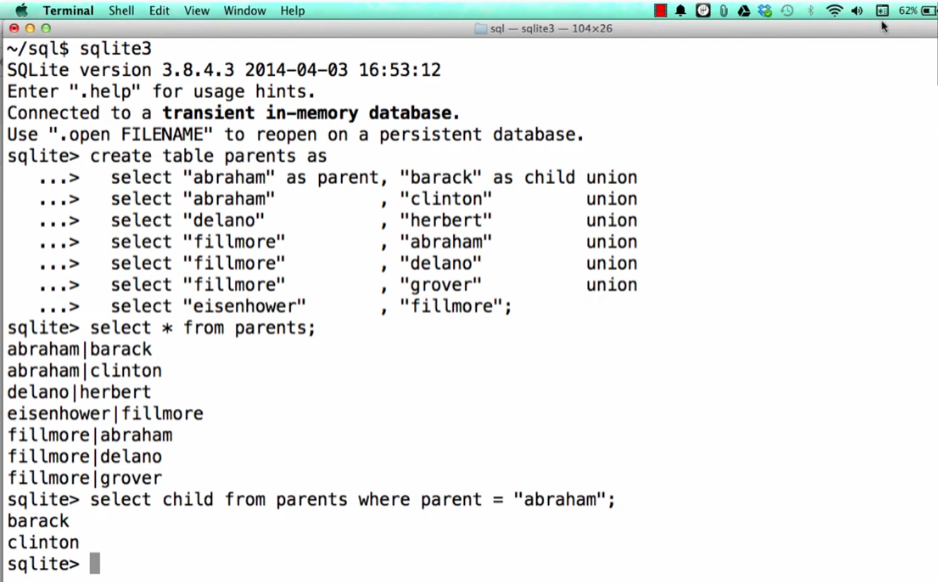 Terminal Shell Edit View Window Help 62%
sql — sqlite3 — 104×26
~/sql$ sqlite3
SQLite version 3.8.4.3 2014-04-03 16:53:12
Enter ".help" for usage hints.
Connected to a transient in-memory database.
Use ".open FILENAME" to reopen on a persistent database.
sqlite> create table parents as
   ...>   select "abraham" as parent, "barack" as child union
   ...>   select "abraham"          , "clinton"         union
   ...>   select "delano"           , "herbert"         union
   ...>   select "fillmore"         , "abraham"         union
   ...>   select "fillmore"         , "delano"          union
   ...>   select "fillmore"         , "grover"          union
   ...>   select "eisenhower"       , "fillmore";
sqlite> select * from parents;
abraham|barack
abraham|clinton
delano|herbert
eisenhower|fillmore
fillmore|abraham
fillmore|delano
fillmore|grover
sqlite> select child from parents where parent = "abraham";
barack
clinton
sqlite>